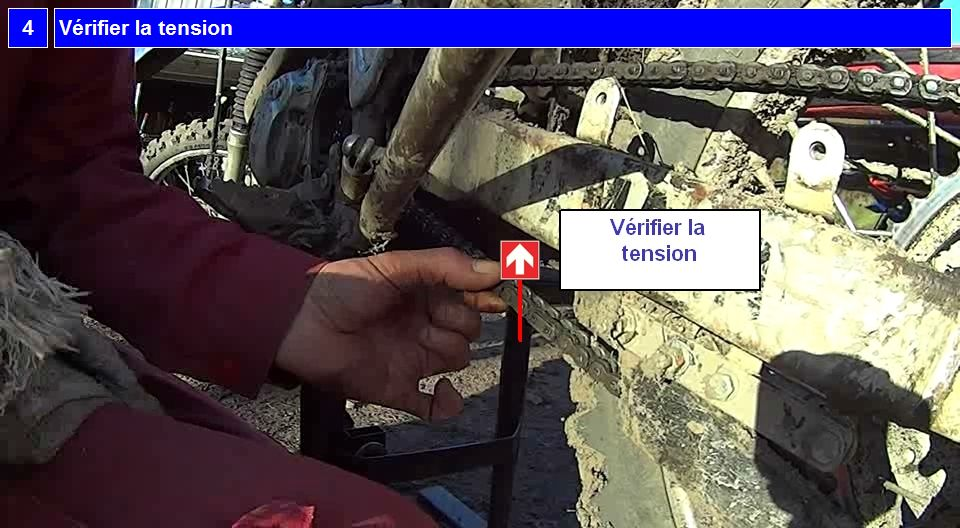 4 Vérifier la tension
Vérifier la
tension